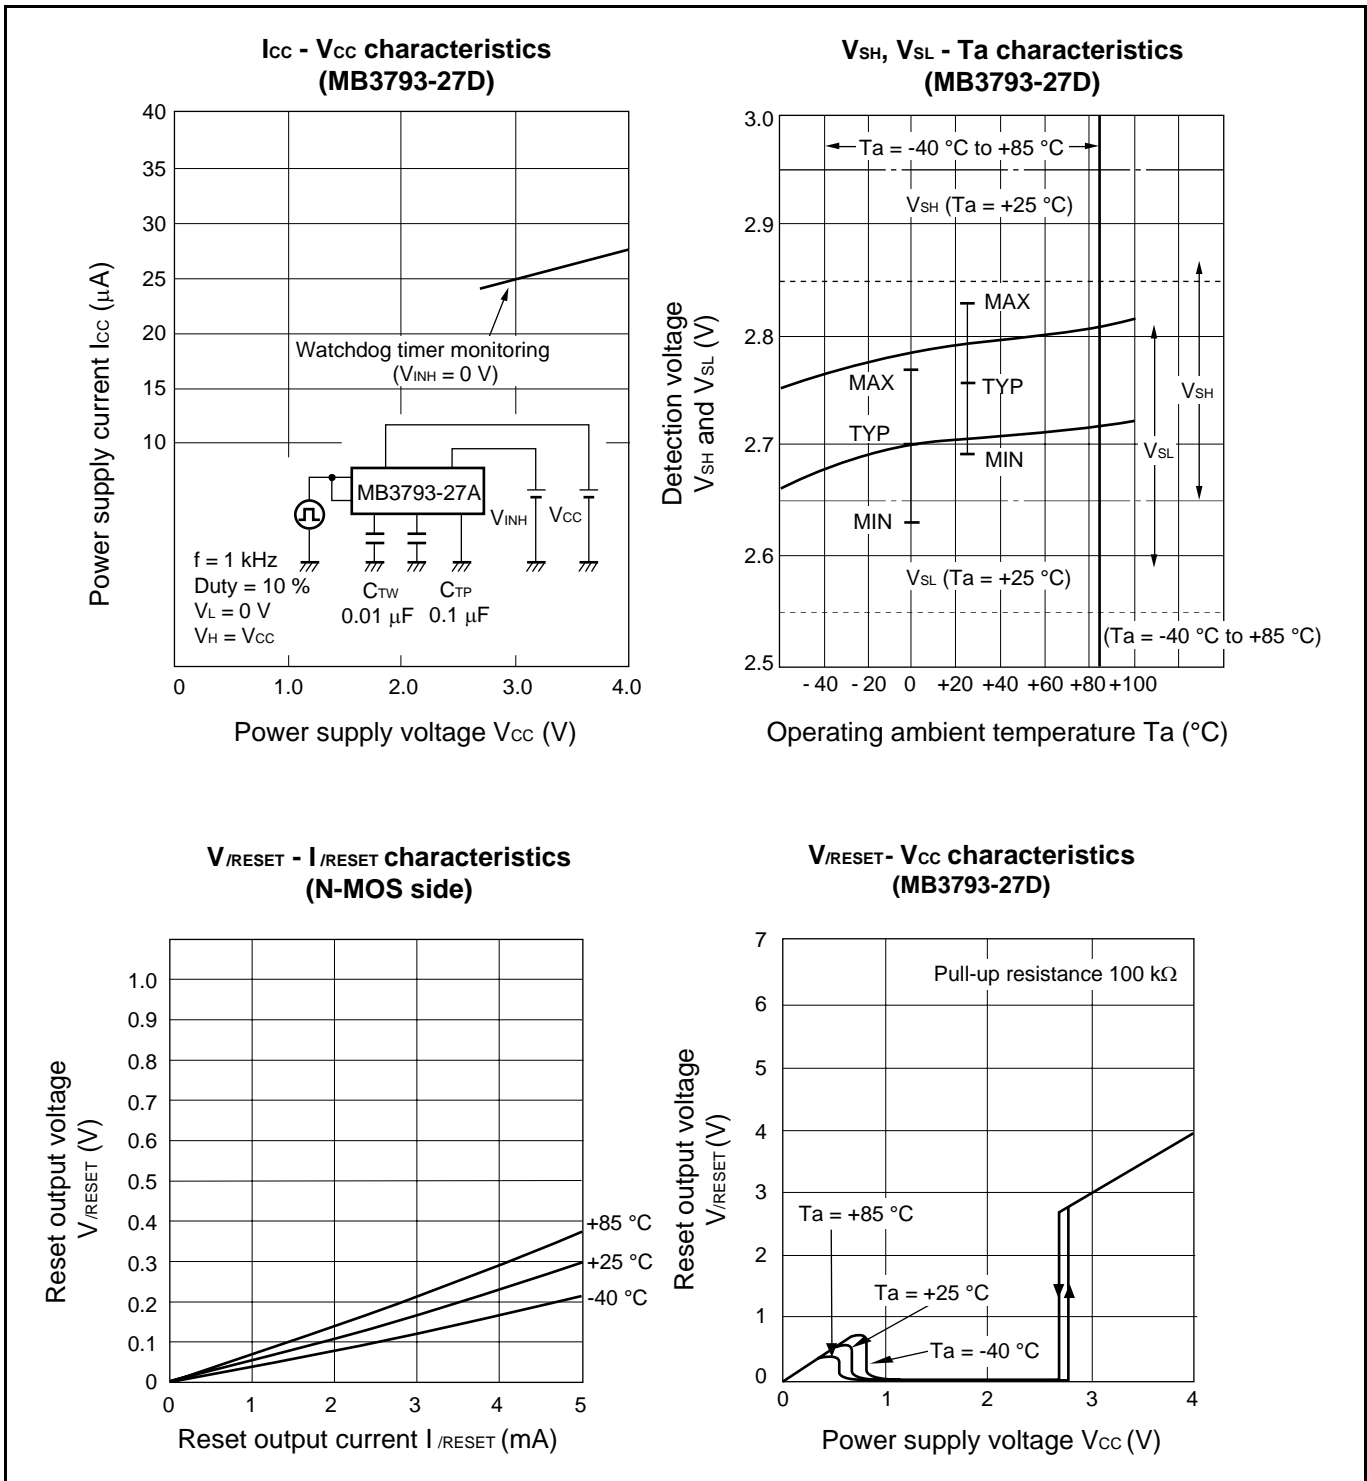 ICC - VCC characteristics
(MB3793-27D)
40
35
30
25
20
15
10
Power supply current ICC (μA)
Watchdog timer monitoring
(VINH = 0 V)
MB3793-27A
VINH
VCC
f = 1 kHz
Duty = 10 %
VL = 0 V
VH = VCC
CTW
0.01 μF
CTP
0.1 μF
0 1.0 2.0 3.0 4.0
Power supply voltage VCC (V)
VSH, VSL - Ta characteristics
(MB3793-27D)
3.0
2.9
2.8
2.7
2.6
2.5
Detection voltage
VSH and VSL (V)
Ta = -40 °C to +85 °C
VSH (Ta = +25 °C)
MAX
MAX
TYP
VSH
TYP
MIN
VSL
MIN
VSL (Ta = +25 °C)
(Ta = -40 °C to +85 °C)
- 40 - 20 0 +20 +40 +60 +80 +100
Operating ambient temperature Ta (°C)
V/RESET - I /RESET characteristics
(N-MOS side)
1.0
0.9
0.8
0.7
0.6
0.5
0.4
0.3
0.2
0.1
0
Reset output voltage
V/RESET (V)
+85 °C
+25 °C
-40 °C
0 1 2 3 4 5
Reset output current I /RESET (mA)
V/RESET- VCC characteristics
(MB3793-27D)
7
6
5
4
3
2
1
0
Reset output voltage
V/RESET (V)
Pull-up resistance 100 kΩ
Ta = +85 °C
Ta = +25 °C
Ta = -40 °C
0 1 2 3 4
Power supply voltage VCC (V)